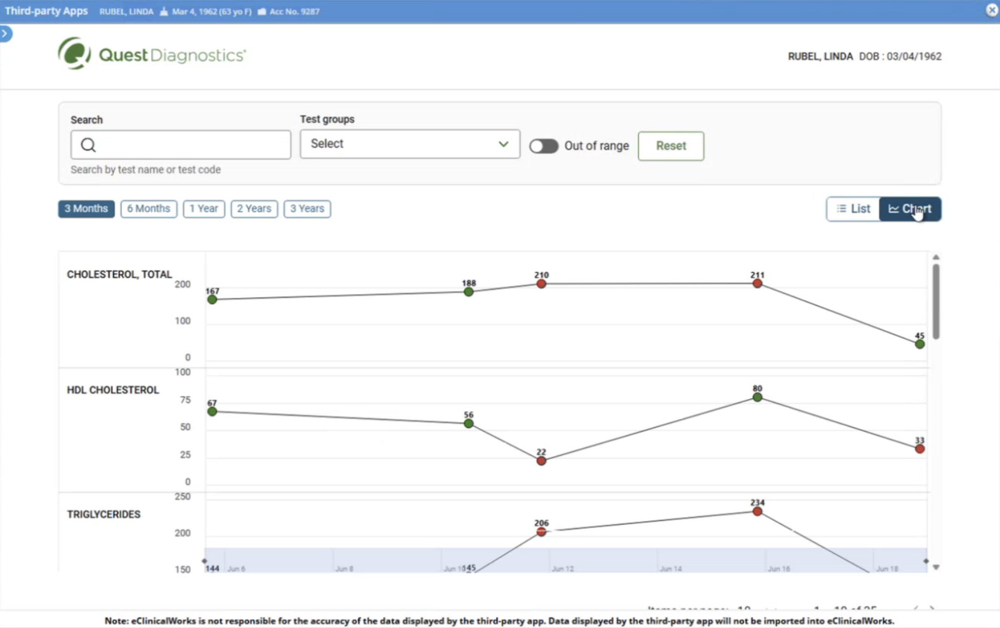 Third-party Apps RUBEL, LINDA Mar 4, 1962 (63 yo F) Acc No. 9287
Quest Diagnostics®
RUBEL, LINDA DOB : 03/04/1962
Search
Test groups
Select
Out of range
Reset
Search by test name or test code
3 Months 6 Months 1 Year 2 Years 3 Years
List Chart
CHOLESTEROL, TOTAL
200
100
0
167 188 210 211 45
HDL CHOLESTEROL
100
75
50
25
0
67 56 22 80 33
TRIGLYCERIDES
250
200
150
206 234
144 Jun 6 Jun 8 Jun 10 145 Jun 12 Jun 14 Jun 16 Jun 18
Note: eClinicalWorks is not responsible for the accuracy of the data displayed by the third-party app. Data displayed by the third-party app will not be imported into eClinicalWorks.